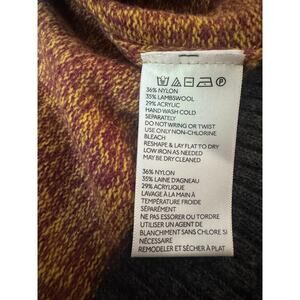 36% NYLON
35% LAMBSWOOL
29% ACRYLIC
HAND WASH COLD
SEPARATELY
DO NOT WRING OR TWIST
USE ONLY NON-CHLORINE
BLEACH
RESHAPE & LAY FLAT TO DRY
LOW IRON AS NEEDED
MAY BE DRY CLEANED
36% NYLON
35% LAINE D'AGNEAU
29% ACRYLIQUE
LAVAGE À LA MAIN À
TEMPÉRATURE FROIDE
SÉPARÉMENT
NE PAS ESSORER OU TORDRE
UTILISER UN AGENT DE
BLANCHIMENT SANS CHLORE SI
NÉCESSAIRE
REMODELER ET SÉCHER À PLAT